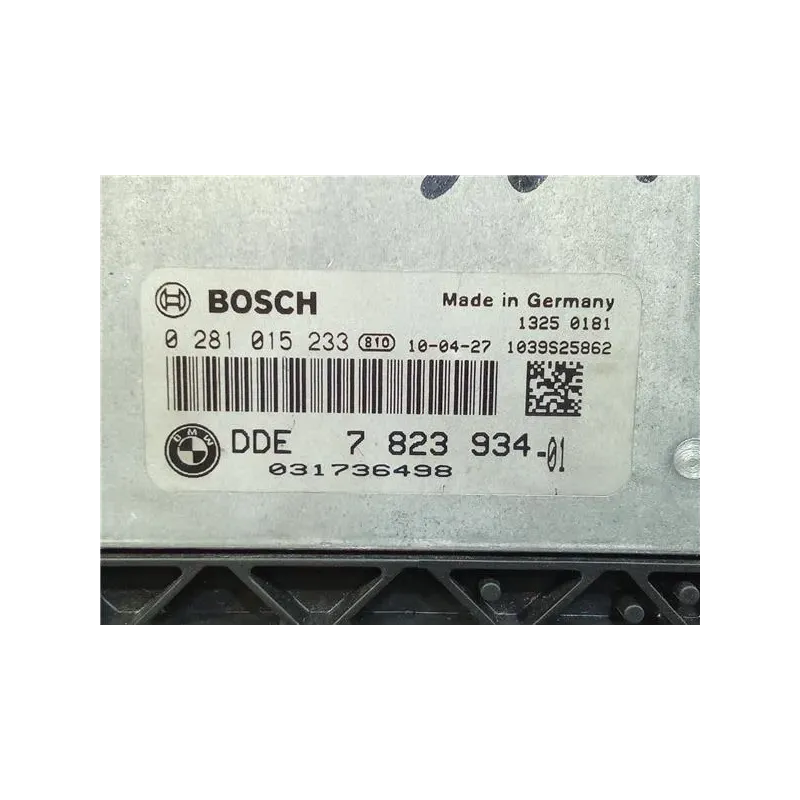 BOSCH Made in Germany
1325 0181
0 281 015 233 810 10-04-27 1039S25862
BMW DDE 7 823 934-01
031736498